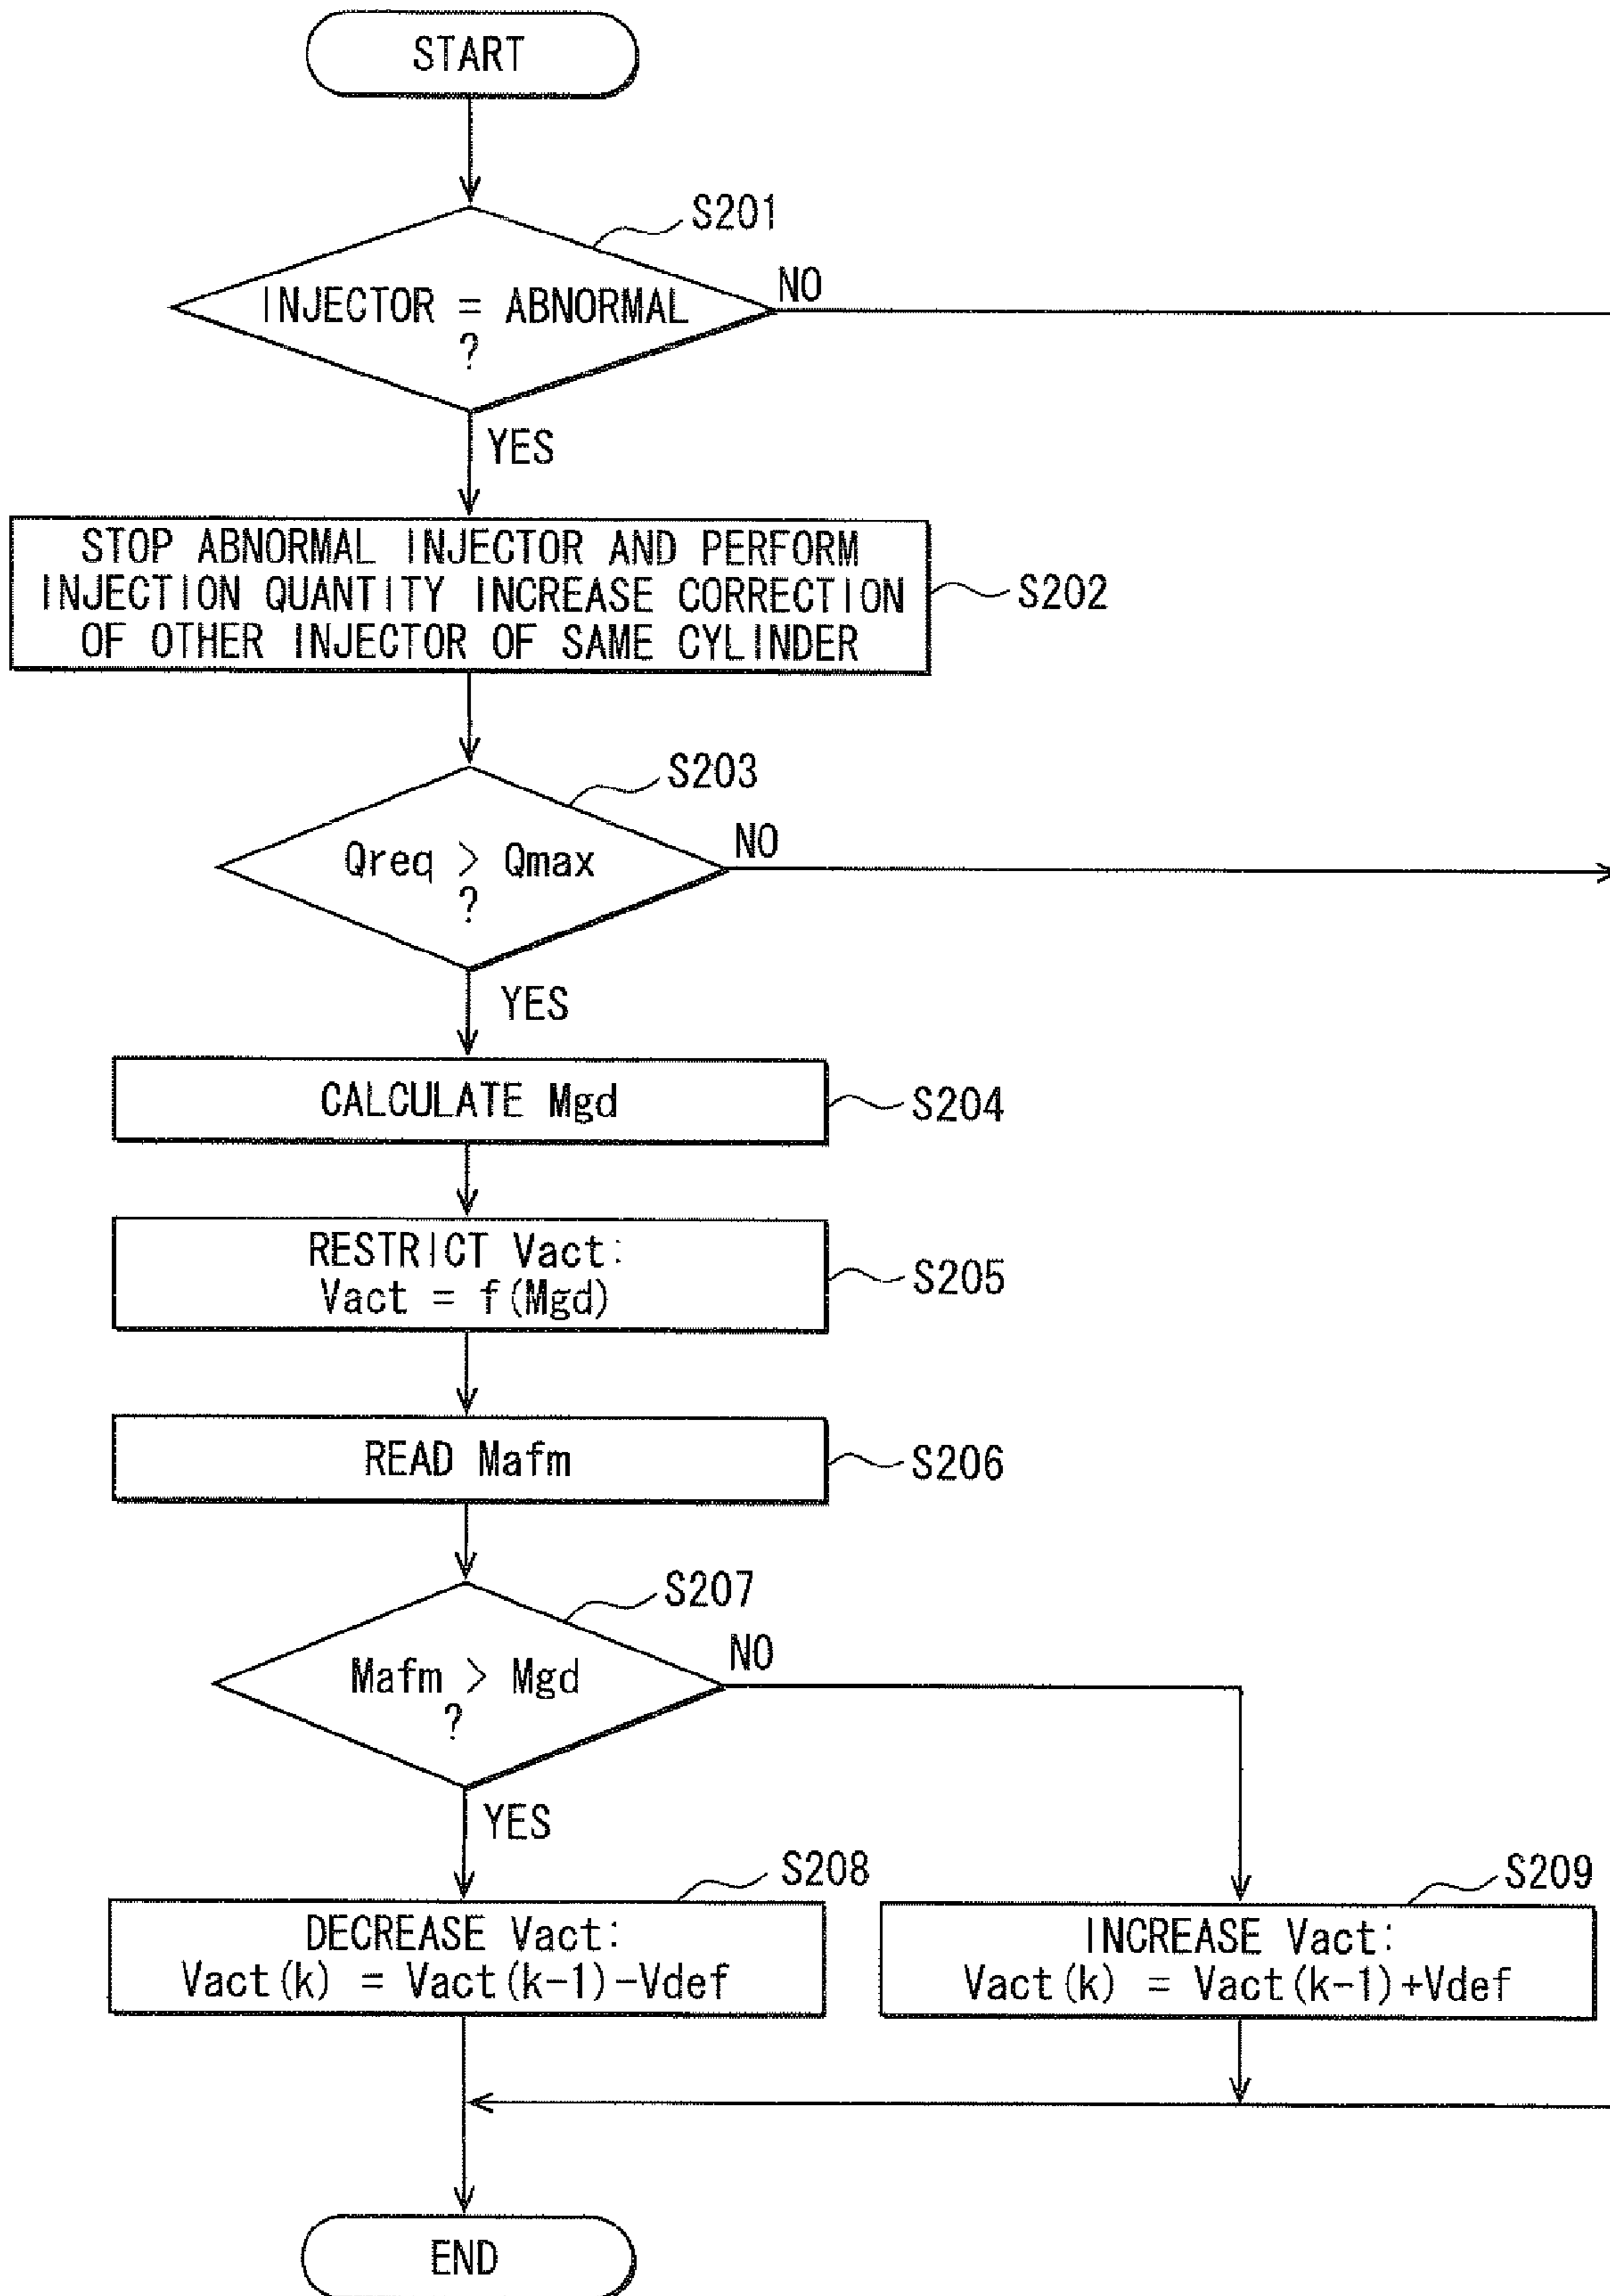 START
S201
INJECTOR = ABNORMAL
?
NO
YES
STOP ABNORMAL INJECTOR AND PERFORM
INJECTION QUANTITY INCREASE CORRECTION
OF OTHER INJECTOR OF SAME CYLINDER
S202
S203
Qreq > Qmax
?
NO
YES
CALCULATE Mgd
S204
RESTRICT Vact:
Vact = f(Mgd)
S205
READ Mafm
S206
S207
Mafm > Mgd
?
NO
YES
S208
DECREASE Vact:
Vact(k) = Vact(k-1)-Vdef
S209
INCREASE Vact:
Vact(k) = Vact(k-1)+Vdef
END